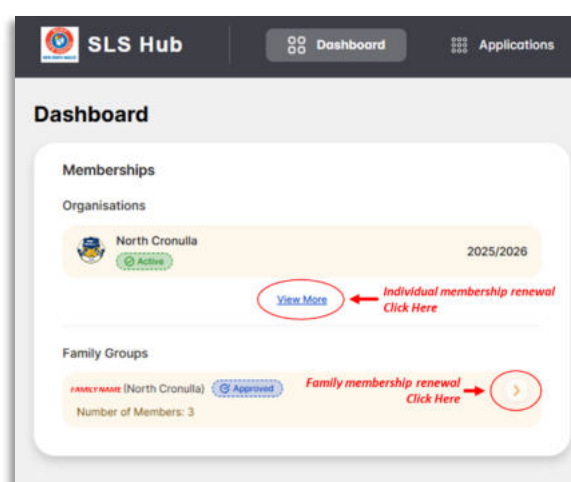 SLS Hub
Dashboard
Applications
Dashboard
Memberships
Organisations
North Cronulla
Active
2025/2026
View More
Individual membership renewal
Click Here
Family Groups
FAMILY NAME (North Cronulla) Approved
Family membership renewal
Click Here
Number of Members: 3